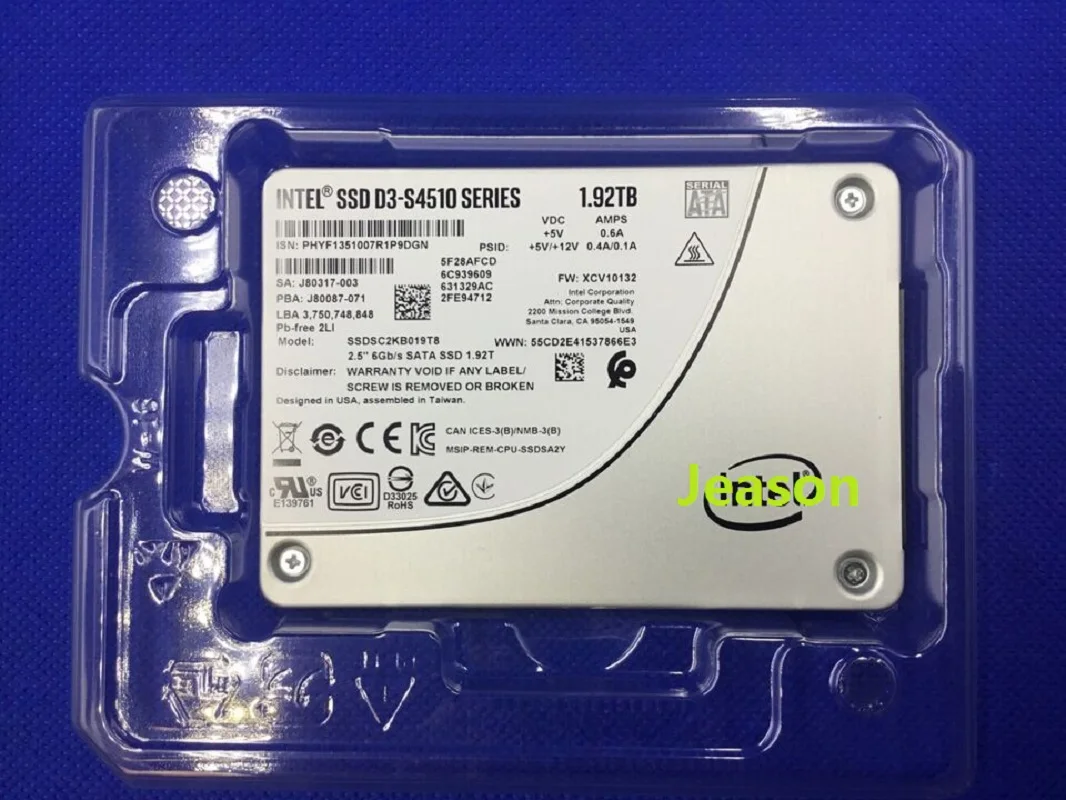 INTEL® SSD D3-S4510 SERIES 1.92TB
SERIAL
ATA
VDC AMPS
+5V 0.6A
ISN: PHYF1351007R1P9DGN PSID: +5V/+12V 0.4A/0.1A
5F28AFCD
6C939609
631329AC
2FE94712
SA: J80317-003
PBA: J80087-071
LBA 3,750,748,848
Pb-free 2LI
FW: XCV10132
Intel Corporation
Attn: Corporate Quality
2200 Mission College Blvd.
Santa Clara, CA 95054-1549
USA
Model: SSDSC2KB019T8
WWN: 55CD2E41537866E3
2.5" 6Gb/s SATA SSD 1.92T
Disclaimer: WARRANTY VOID IF ANY LABEL/
SCREW IS REMOVED OR BROKEN
Designed in USA, assembled in Taiwan.
CAN ICES-3(B)/NMB-3(B)
MSIP-REM-CPU-SSDSA2Y
c UR ® US
E139761
VCI
D33025
RoHS
intel®
Jeason